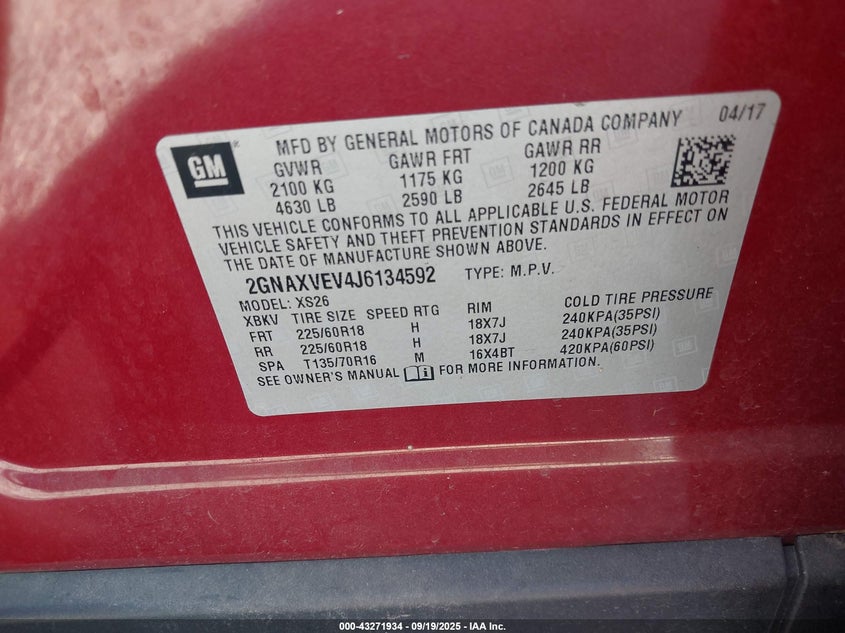 GM ®
MFD BY GENERAL MOTORS OF CANADA COMPANY 04/17
GVWR GAWR FRT GAWR RR
2100 KG 1175 KG 1200 KG
4630 LB 2590 LB 2645 LB
THIS VEHICLE CONFORMS TO ALL APPLICABLE U.S. FEDERAL MOTOR
VEHICLE SAFETY AND THEFT PREVENTION STANDARDS IN EFFECT ON
THE DATE OF MANUFACTURE SHOWN ABOVE.
2GNAXVEV4J6134592 TYPE: M.P.V.
MODEL: XS26
XBKV TIRE SIZE SPEED RTG RIM COLD TIRE PRESSURE
FRT 225/60R18 H 18X7J 240KPA(35PSI)
RR 225/60R18 H 18X7J 240KPA(35PSI)
SPA T135/70R16 M 16X4BT 420KPA(60PSI)
SEE OWNER'S MANUAL FOR MORE INFORMATION.
000-43271934 - 09/19/2025 - IAA Inc.